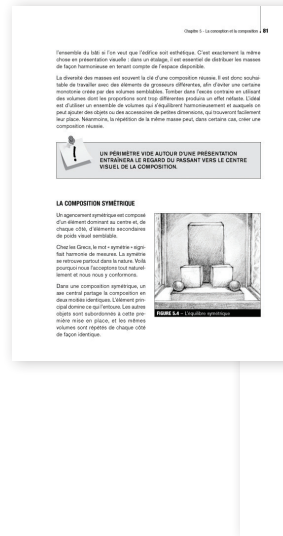 Chapitre 5 - La conception et la composition 81
l'ensemble du bâti si l'on veut que l'édifice soit esthétique. C'est exactement la même
chose en présentation visuelle : dans un étalage, il est essentiel de distribuer les masses
de façon harmonieuse en tenant compte de l'espace disponible.
La diversité des masses est souvent la clé d'une composition réussie. Il est donc souhai-
table de travailler avec des éléments de grosseurs différentes, afin d'éviter une certaine
monotonie créée par des volumes semblables. Tomber dans l'excès contraire en utilisant
des volumes dont les proportions sont trop différentes produira un effet néfaste. L'idéal
est d'utiliser un ensemble de volumes qui s'équilibrent harmonieusement et auxquels on
peut ajouter des objets ou des accessoires de petites dimensions, qui trouveront facilement
leur place. Néanmoins, la répétition de la même masse peut, dans certains cas, créer une
composition réussie.
!
UN PÉRIMÈTRE VIDE AUTOUR D'UNE PRÉSENTATION
ENTRAÎNERA LE REGARD DU PASSANT VERS LE CENTRE
VISUEL DE LA COMPOSITION.
LA COMPOSITION SYMÉTRIQUE
Un agencement symétrique est composé
d'un élément dominant au centre et, de
chaque côté, d'éléments secondaires
de poids visuel semblable.
Chez les Grecs, le mot « symétrie » signi-
fiait harmonie de mesures. La symétrie
se retrouve partout dans la nature. Voilà
pourquoi nous l'acceptons tout naturel-
lement et nous nous y conformons.
Dans une composition symétrique, un
axe central partage la composition en
deux moitiés identiques. L'élément prin-
cipal domine ce qui l'entoure. Les autres
objets sont subordonnés à cette pre-
mière mise en place, et les mêmes
volumes sont répétés de chaque côté
de façon identique.
FIGURE 5.4 – L'équilibre symétrique